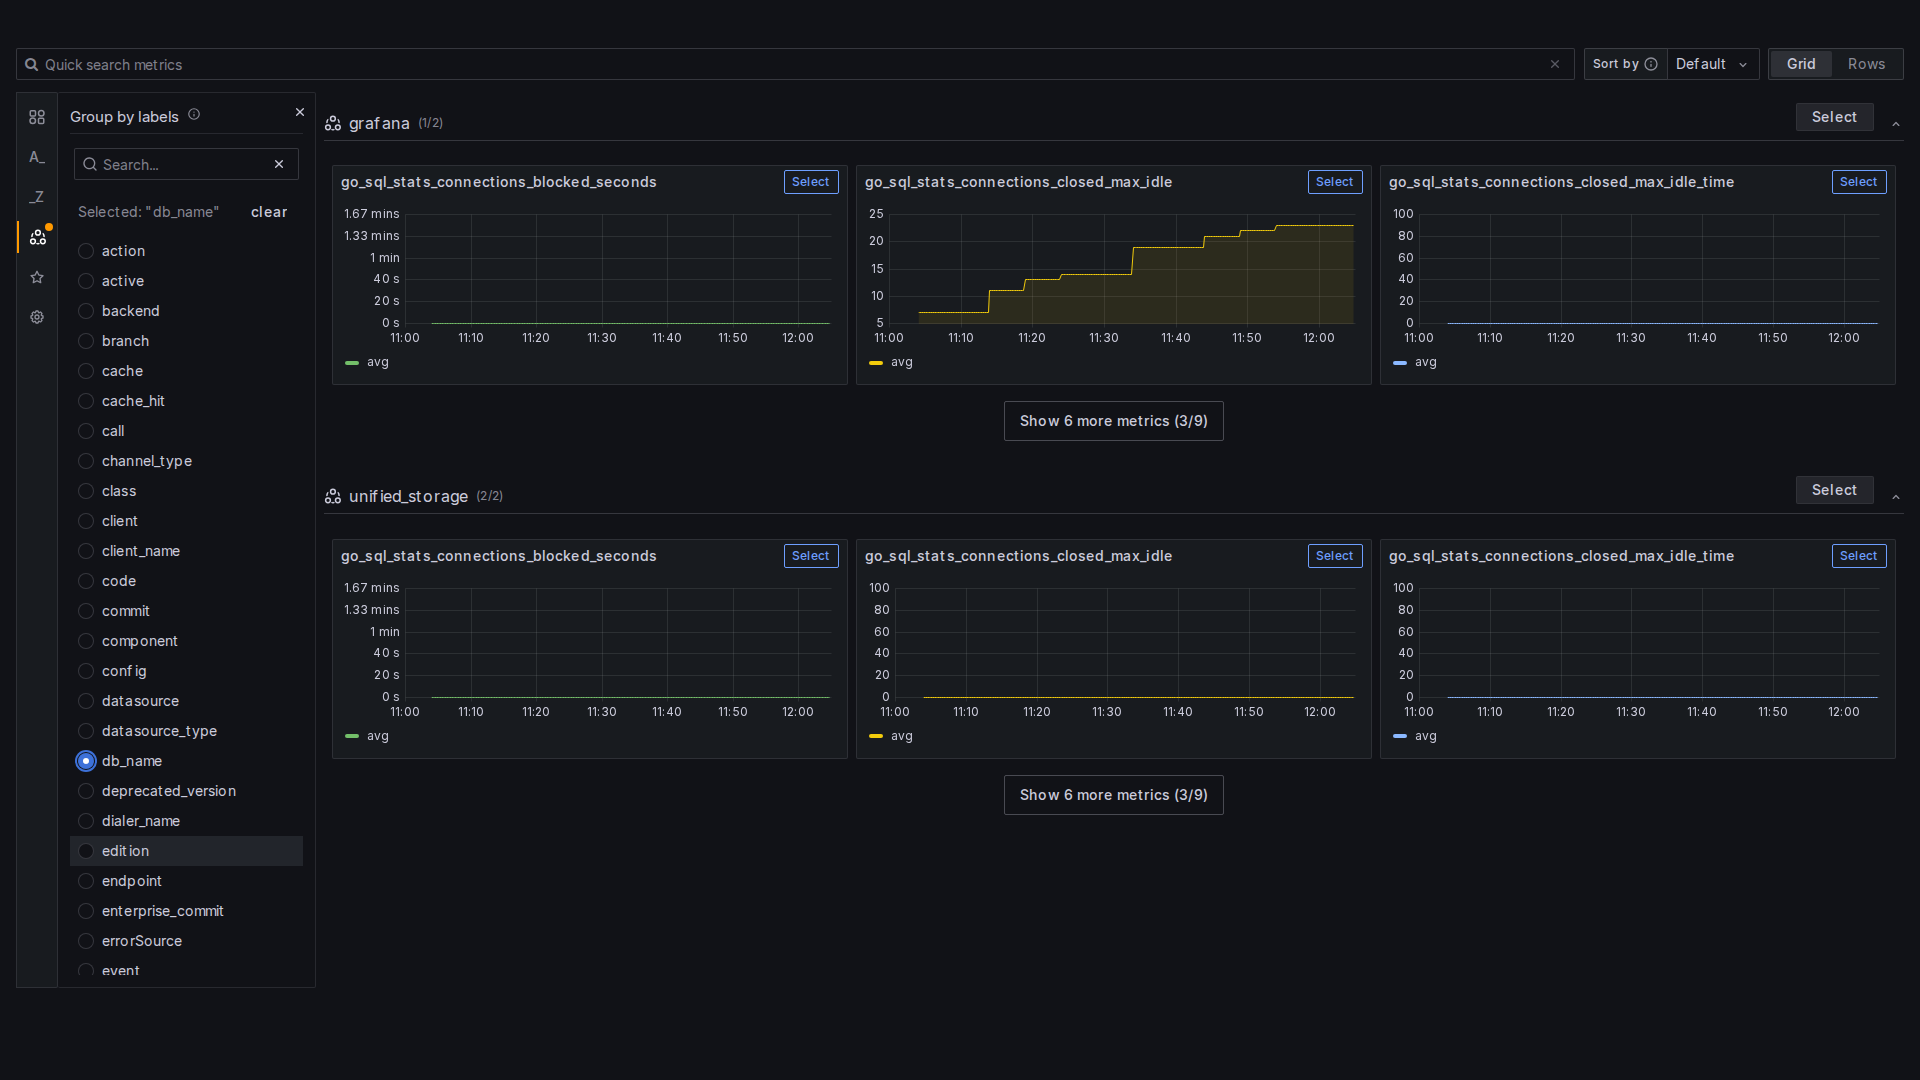 Quick search metrics
Sort by
Default
Grid
Rows
A_
_Z
Group by labels
Search...
Selected: "db_name"
clear
action
active
backend
branch
cache
cache_hit
call
channel_type
class
client
client_name
code
commit
component
config
datasource
datasource_type
db_name
deprecated_version
dialer_name
edition
endpoint
enterprise_commit
errorSource
event
grafana (1/2)
Select
go_sql_stats_connections_blocked_seconds
Select
1.67 mins
1.33 mins
1 min
40 s
20 s
0 s
11:00 11:10 11:20 11:30 11:40 11:50 12:00
avg
go_sql_stats_connections_closed_max_idle
Select
25
20
15
10
5
11:00 11:10 11:20 11:30 11:40 11:50 12:00
avg
go_sql_stats_connections_closed_max_idle_time
Select
100
80
60
40
20
0
11:00 11:10 11:20 11:30 11:40 11:50 12:00
avg
Show 6 more metrics (3/9)
unified_storage (2/2)
Select
go_sql_stats_connections_blocked_seconds
Select
1.67 mins
1.33 mins
1 min
40 s
20 s
0 s
11:00 11:10 11:20 11:30 11:40 11:50 12:00
avg
go_sql_stats_connections_closed_max_idle
Select
100
80
60
40
20
0
11:00 11:10 11:20 11:30 11:40 11:50 12:00
avg
go_sql_stats_connections_closed_max_idle_time
Select
100
80
60
40
20
0
11:00 11:10 11:20 11:30 11:40 11:50 12:00
avg
Show 6 more metrics (3/9)